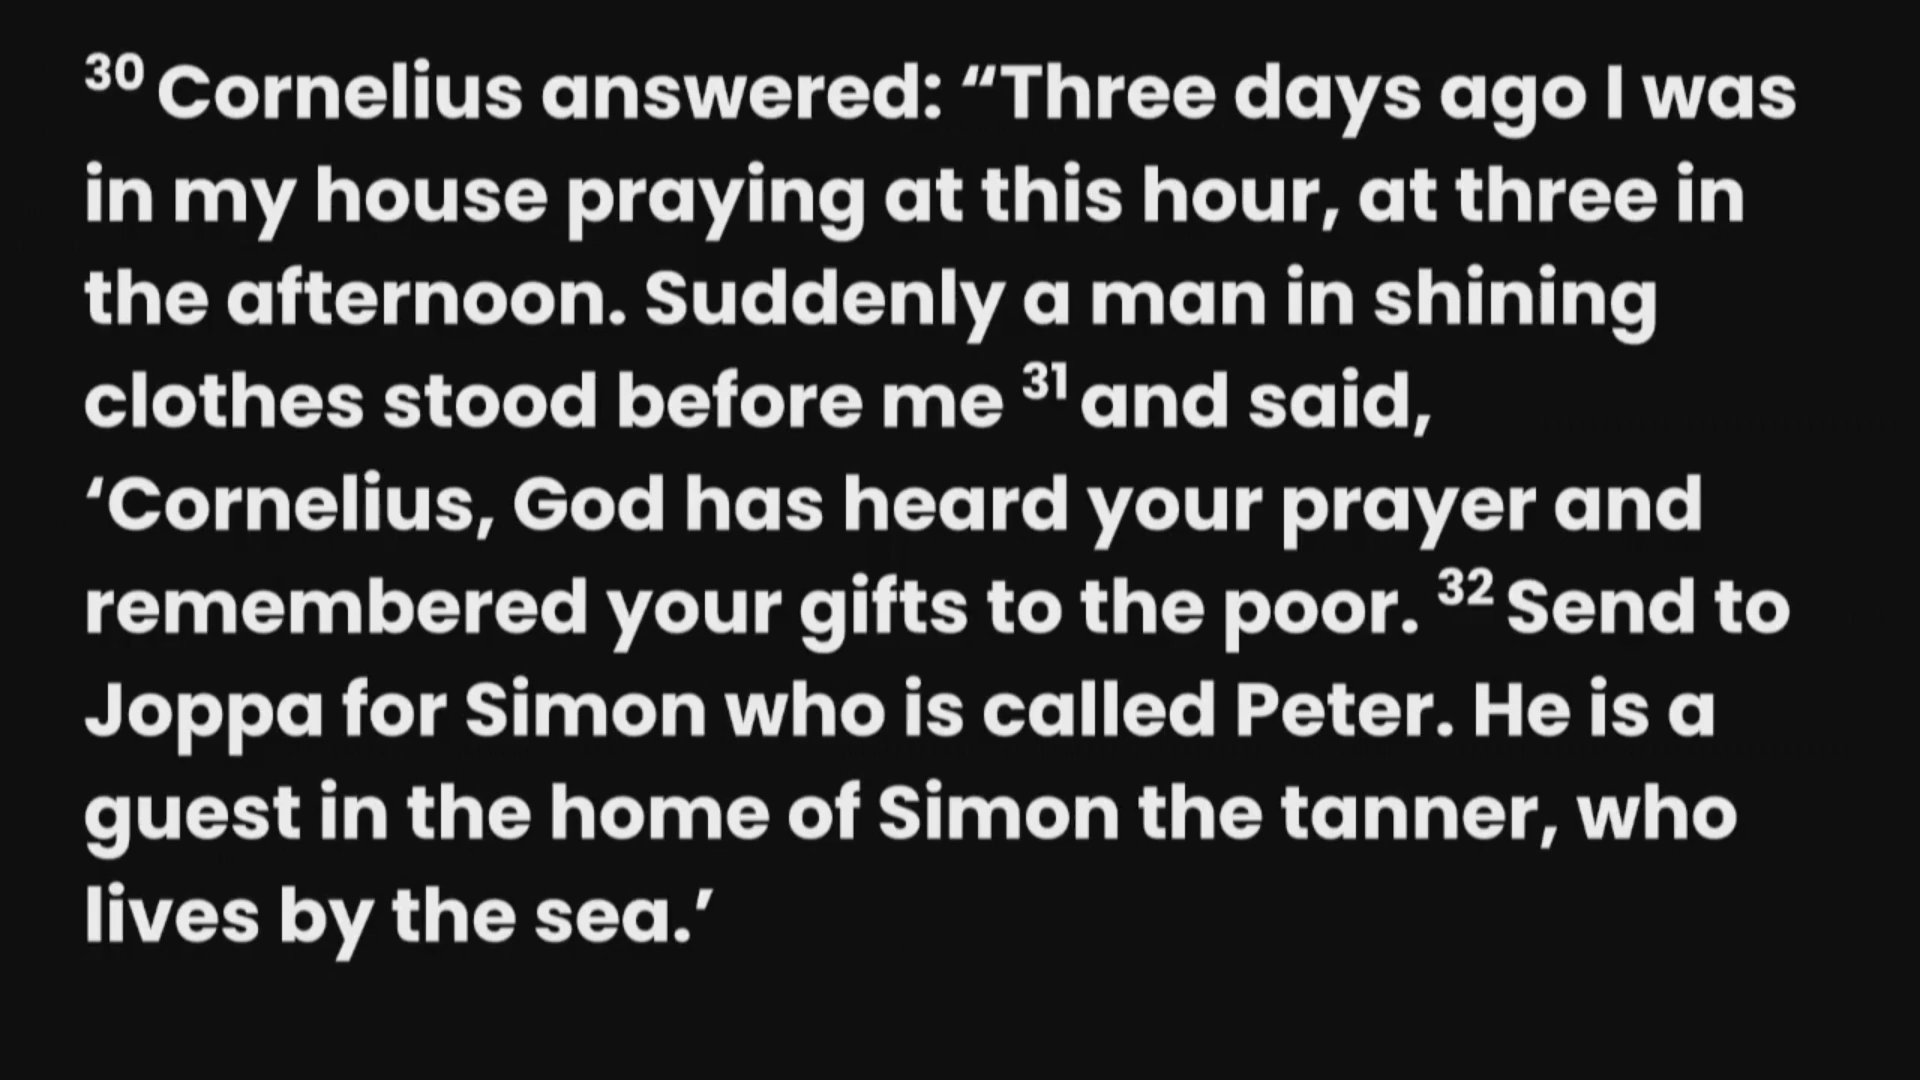 30 Cornelius answered: “Three days ago I was
in my house praying at this hour, at three in
the afternoon. Suddenly a man in shining
clothes stood before me 31 and said,
‘Cornelius, God has heard your prayer and
remembered your gifts to the poor. 32 Send to
Joppa for Simon who is called Peter. He is a
guest in the home of Simon the tanner, who
lives by the sea.’